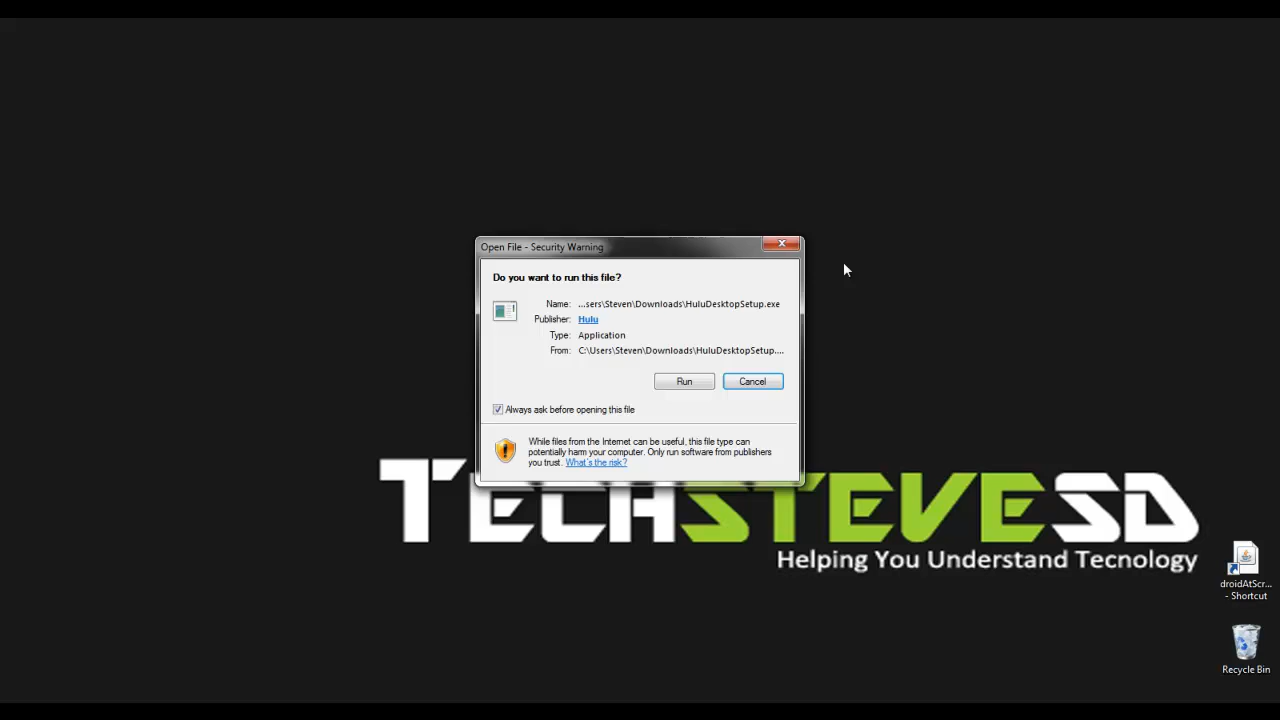 Open File - Security Warning
Do you want to run this file?
Name: ...sers\Steven\Downloads\HuluDesktopSetup.exe
Publisher: Hulu
Type: Application
From: C:\Users\Steven\Downloads\HuluDesktopSetup....
Run Cancel
Always ask before opening this file
While files from the Internet can be useful, this file type can
potentially harm your computer. Only run software from publishers
you trust. What's the risk?
TECHSTEVESD
Helping You Understand Tecnology
droidAtScr...
- Shortcut
Recycle Bin